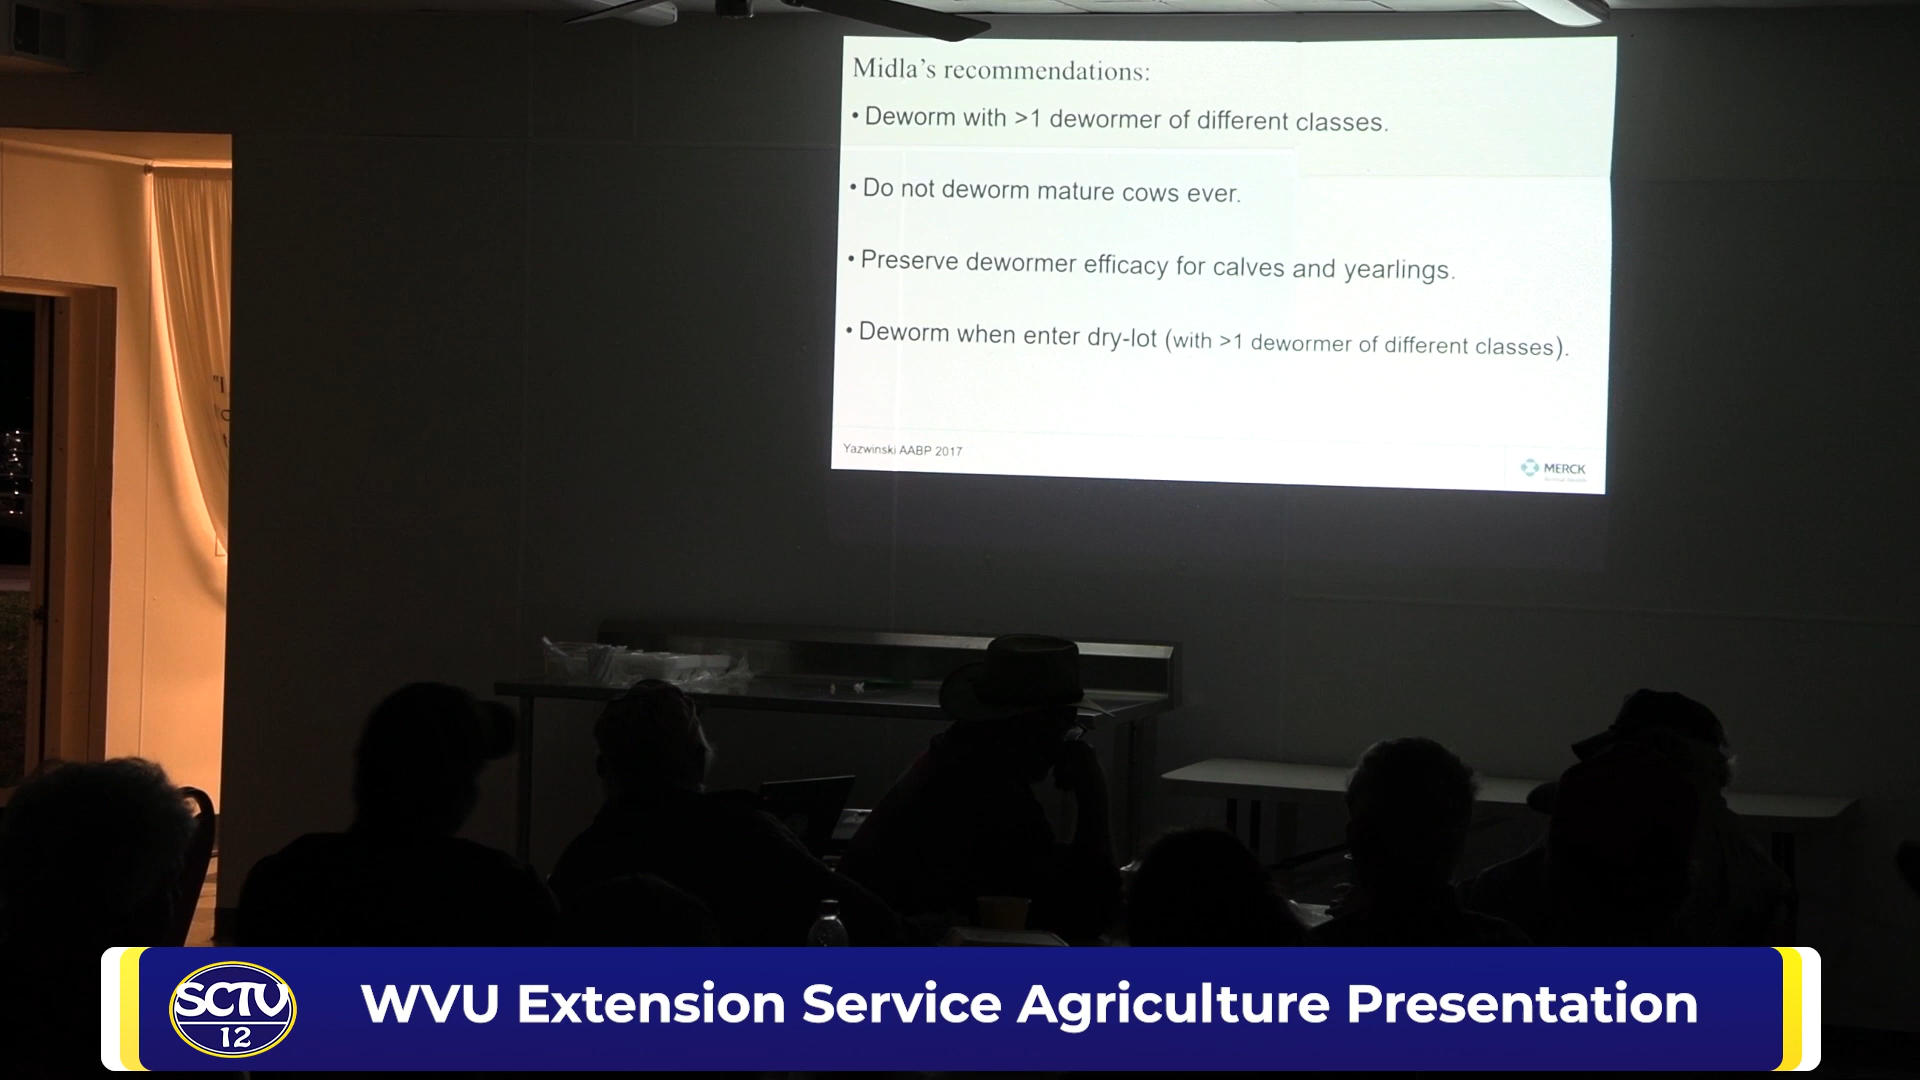 Midla's recommendations:
• Deworm with >1 dewormer of different classes.
• Do not deworm mature cows ever.
• Preserve dewormer efficacy for calves and yearlings.
• Deworm when enter dry-lot (with >1 dewormer of different classes).
Yazwinski AABP 2017
MERCK
SCTV
12
WVU Extension Service Agriculture Presentation